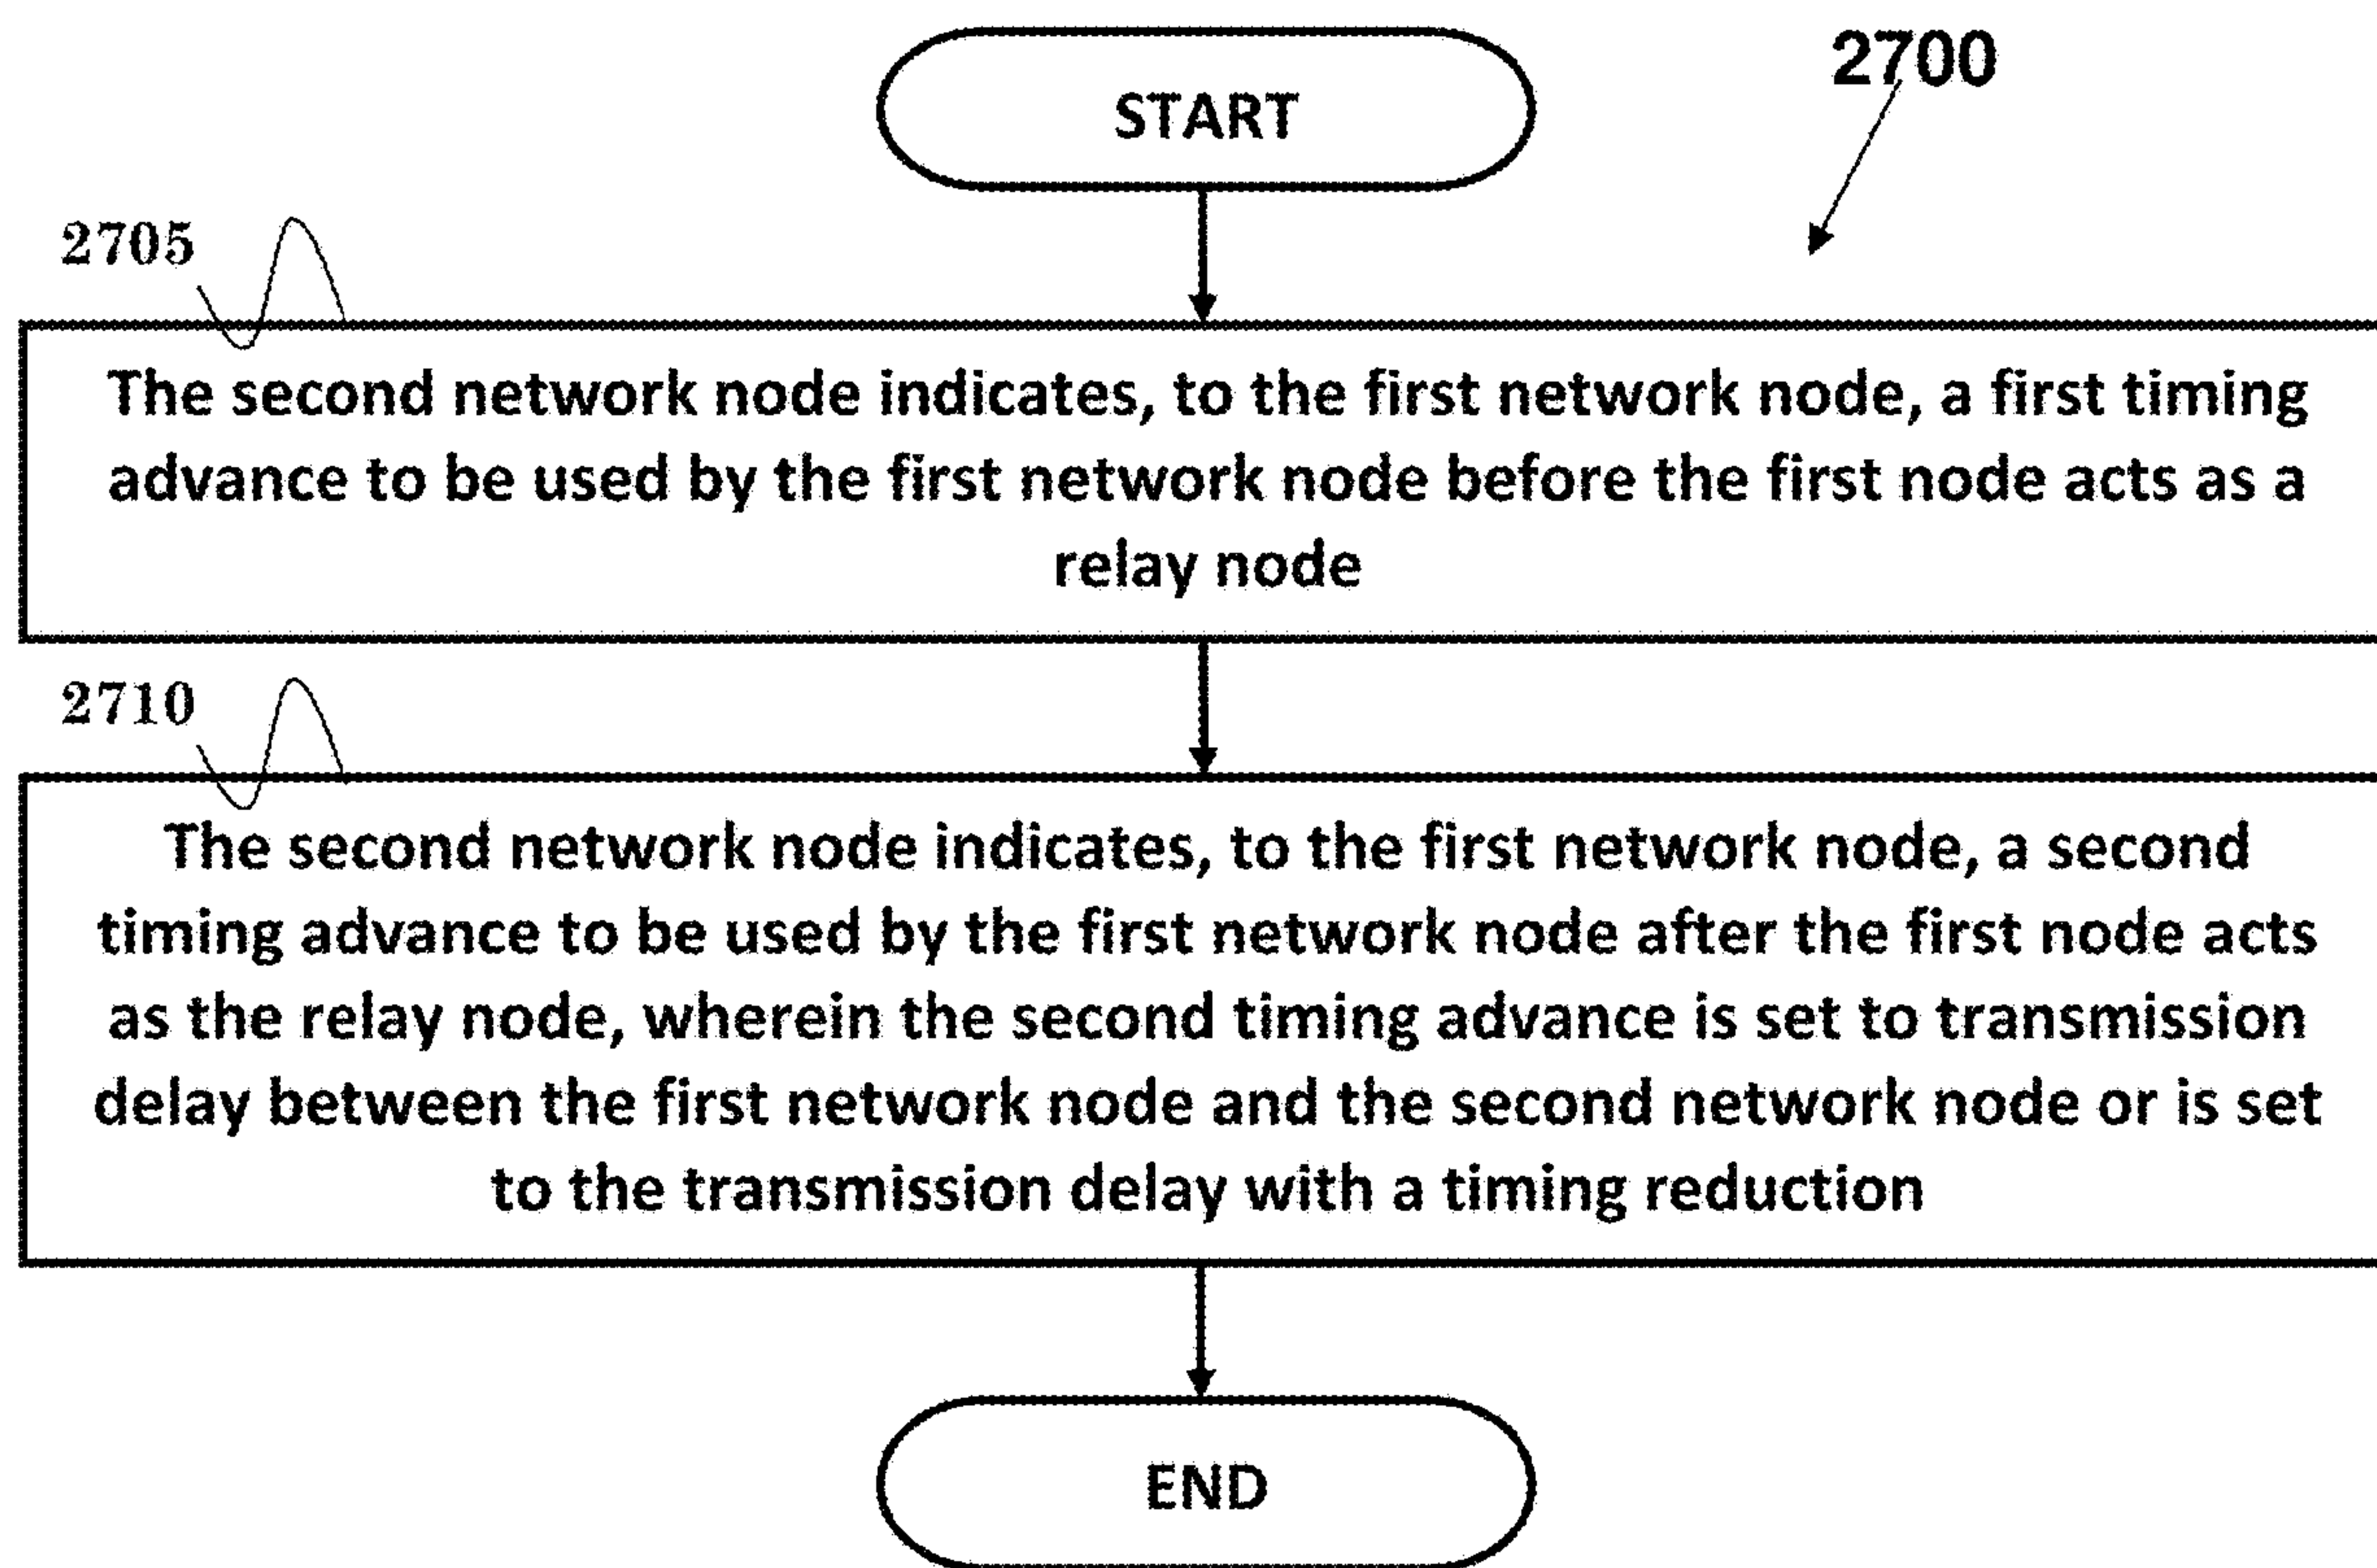 START
2700
2705
The second network node indicates, to the first network node, a first timing
advance to be used by the first network node before the first node acts as a
relay node
2710
The second network node indicates, to the first network node, a second
timing advance to be used by the first network node after the first node acts
as the relay node, wherein the second timing advance is set to transmission
delay between the first network node and the second network node or is set
to the transmission delay with a timing reduction
END